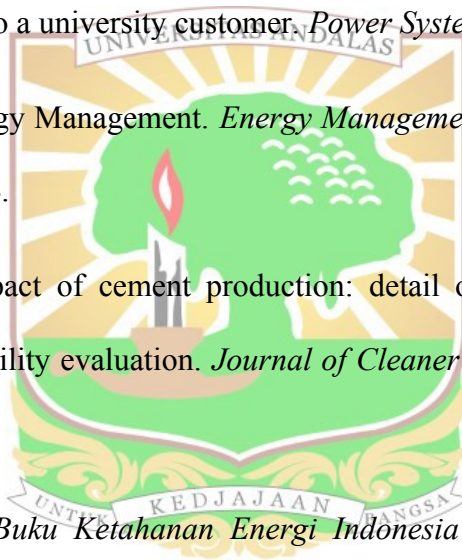 o a university customer. Power Syste
UNIVERSITAS ANDALAS
gy Management. Energy Manageme
.
pact of cement production: detail o
ility evaluation. Journal of Cleaner
UNTUK KEDJAJAAN BANGSA
Buku Ketahanan Energi Indonesia